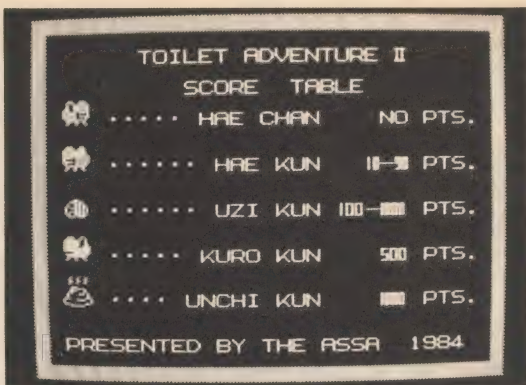 TOILET ADVENTURE II
SCORE TABLE
..... HAE CHAN NO PTS.
...... HAE KUN PTS.
...... UZI KUN 100- PTS.
..... KURO KUN 500 PTS.
.... UNCHI KUN PTS.
PRESENTED BY THE ASSA 1984